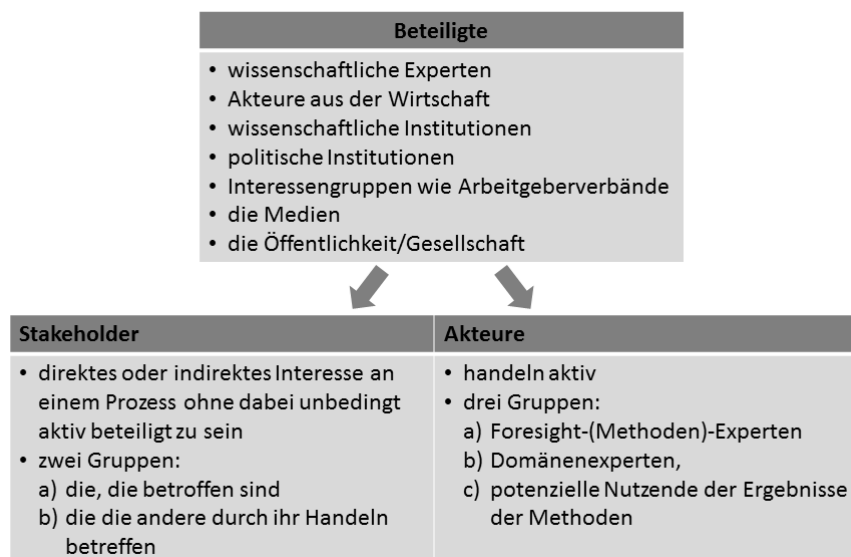 Beteiligte
• wissenschaftliche Experten
• Akteure aus der Wirtschaft
• wissenschaftliche Institutionen
• politische Institutionen
• Interessengruppen wie Arbeitgeberverbände
• die Medien
• die Öffentlichkeit/Gesellschaft
Stakeholder
• direktes oder indirektes Interesse an
einem Prozess ohne dabei unbedingt
aktiv beteiligt zu sein
• zwei Gruppen:
a) die, die betroffen sind
b) die die andere durch ihr Handeln
betreffen
Akteure
• handeln aktiv
• drei Gruppen:
a) Foresight-(Methoden)-Experten
b) Domänenexperten,
c) potenzielle Nutzende der Ergebnisse
der Methoden